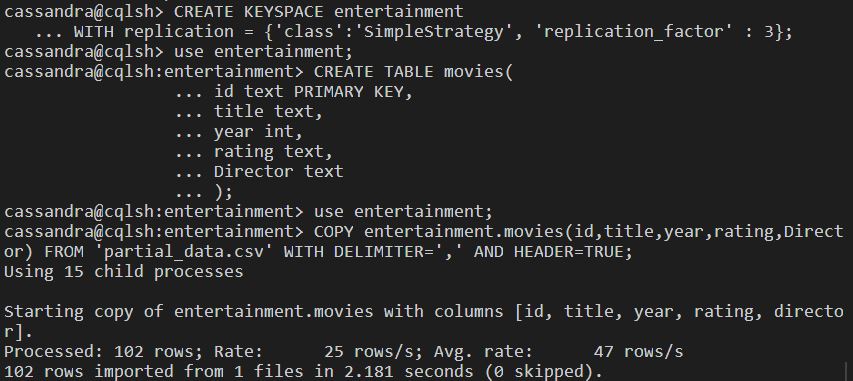 cassandra@cqlsh> CREATE KEYSPACE entertainment
   ... WITH replication = {'class':'SimpleStrategy', 'replication_factor' : 3};
cassandra@cqlsh> use entertainment;
cassandra@cqlsh:entertainment> CREATE TABLE movies(
                 ... id text PRIMARY KEY,
                 ... title text,
                 ... year int,
                 ... rating text,
                 ... Director text
                 ... );
cassandra@cqlsh:entertainment> use entertainment;
cassandra@cqlsh:entertainment> COPY entertainment.movies(id,title,year,rating,Direct
or) FROM 'partial_data.csv' WITH DELIMITER=',' AND HEADER=TRUE;
Using 15 child processes

Starting copy of entertainment.movies with columns [id, title, year, rating, directo
r].
Processed: 102 rows; Rate:      25 rows/s; Avg. rate:      47 rows/s
102 rows imported from 1 files in 2.181 seconds (0 skipped).